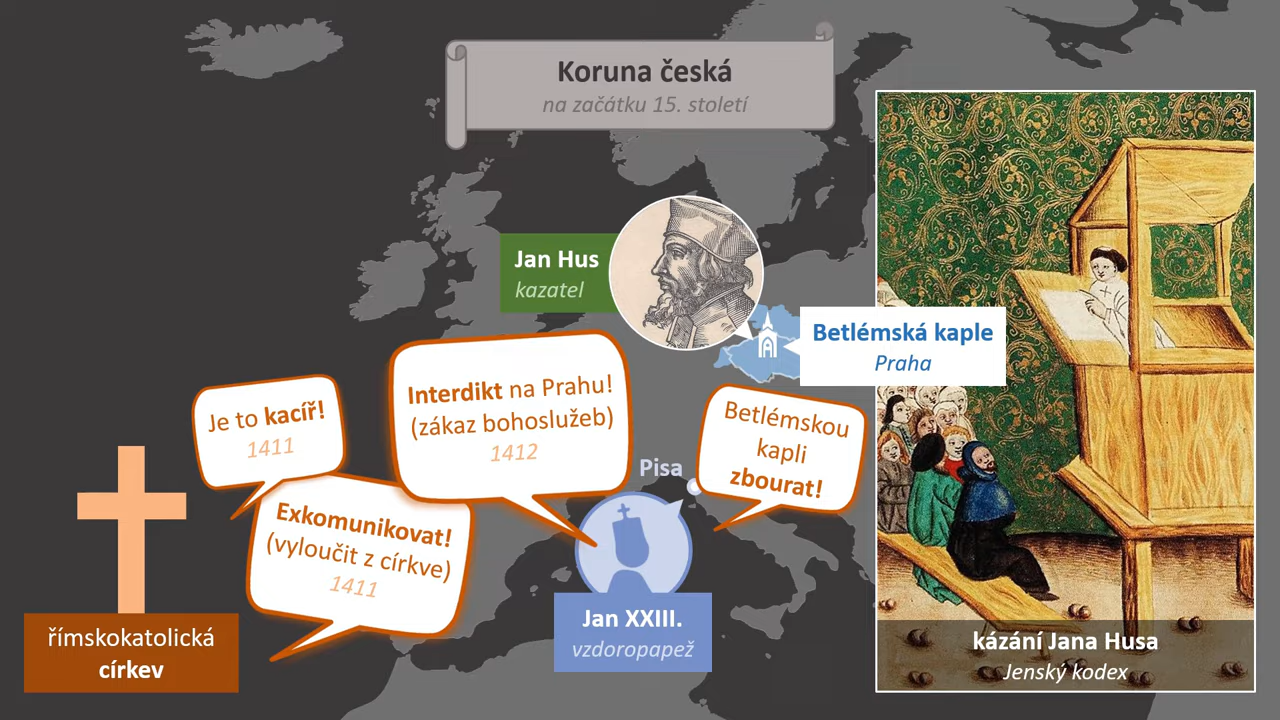 Koruna česká
na začátku 15. století
Jan Hus
kazatel
Betlémská kaple
Praha
Je to kacíř!
1411
Exkomunikovat!
(vyloučit z církve)
1411
Interdikt na Prahu!
(zákaz bohoslužeb)
1412
Betlémskou
kapli
zbourat!
Pisa
Jan XXIII.
vzdoropapež
římskokatolická
církev
kázání Jana Husa
Jenský kodex